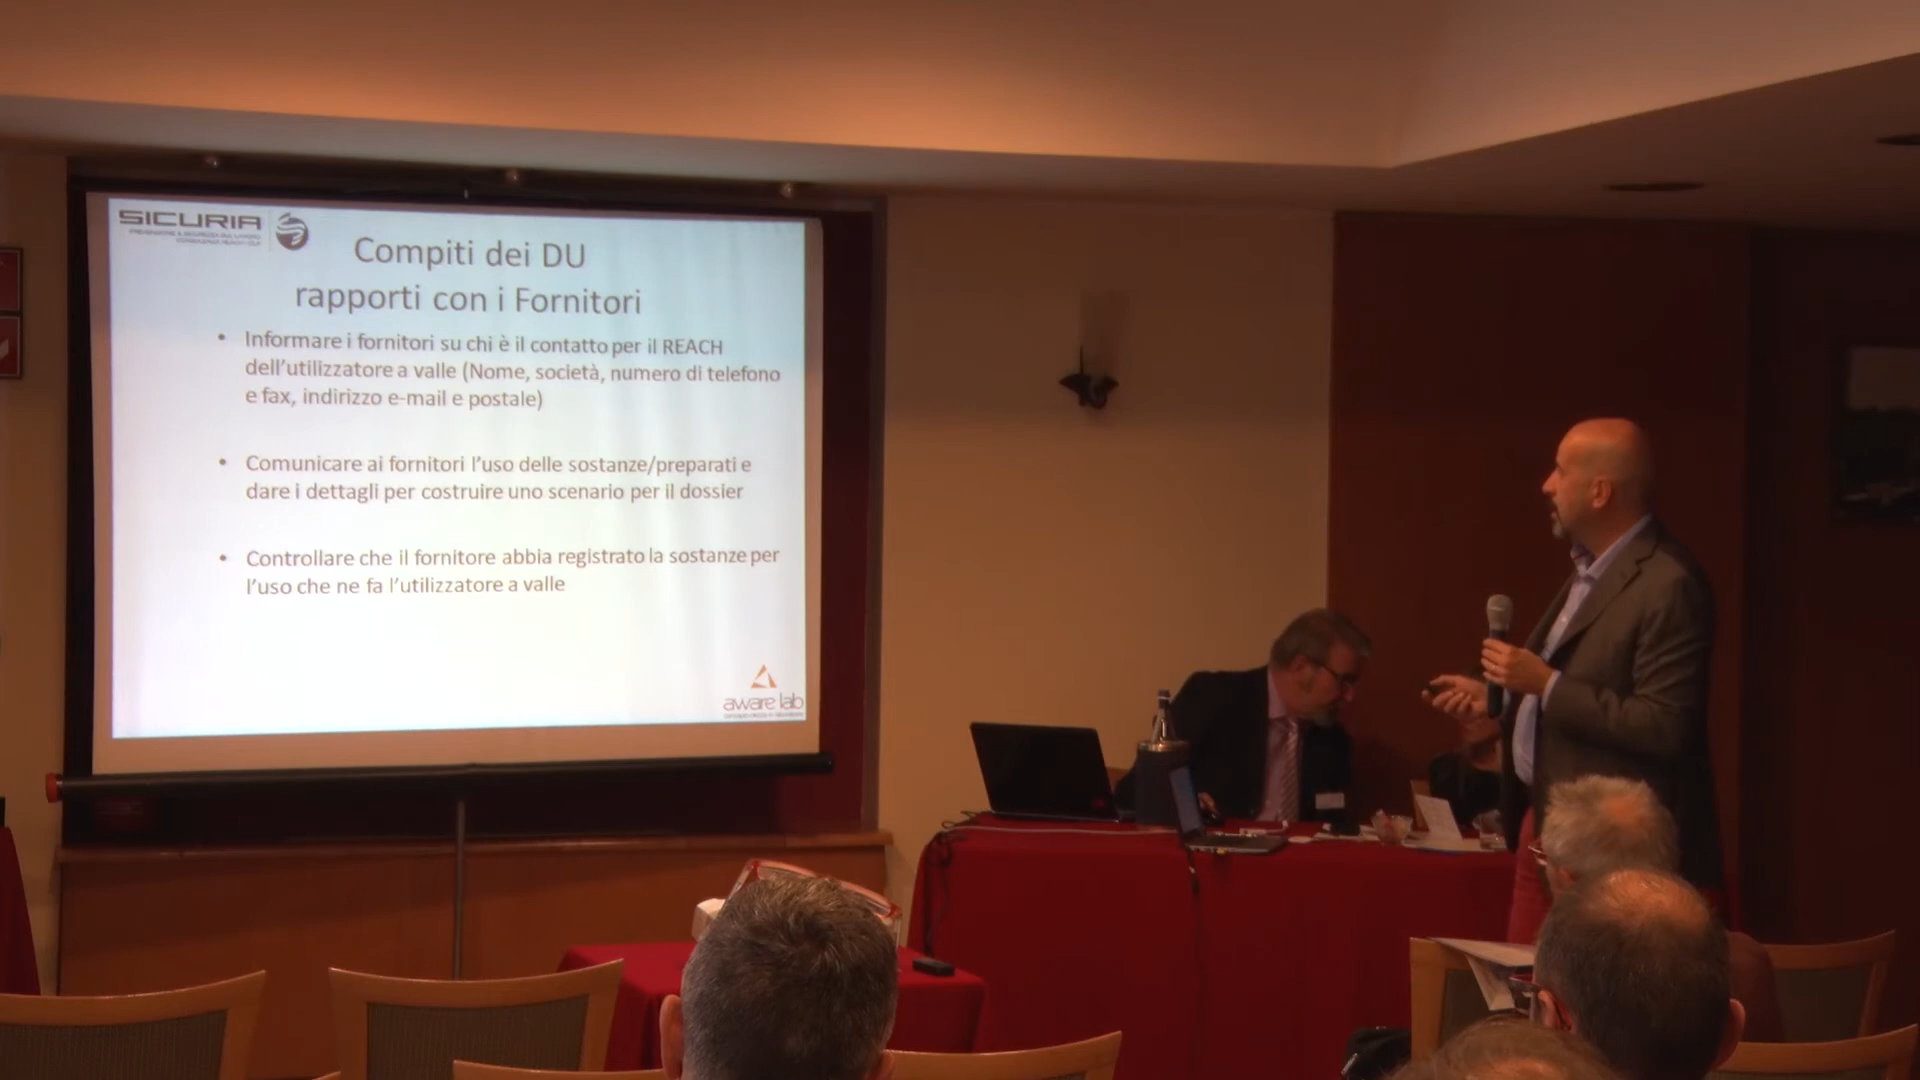 SICURIA
Compiti dei DU
rapporti con i Fornitori
• Informare i fornitori su chi è il contatto per il REACH
dell'utilizzatore a valle (Nome, società, numero di telefono
e fax, indirizzo e-mail e postale)
• Comunicare ai fornitori l'uso delle sostanze/preparati e
dare i dettagli per costruire uno scenario per il dossier
• Controllare che il fornitore abbia registrato la sostanze per
l'uso che ne fa l'utilizzatore a valle
aware lab